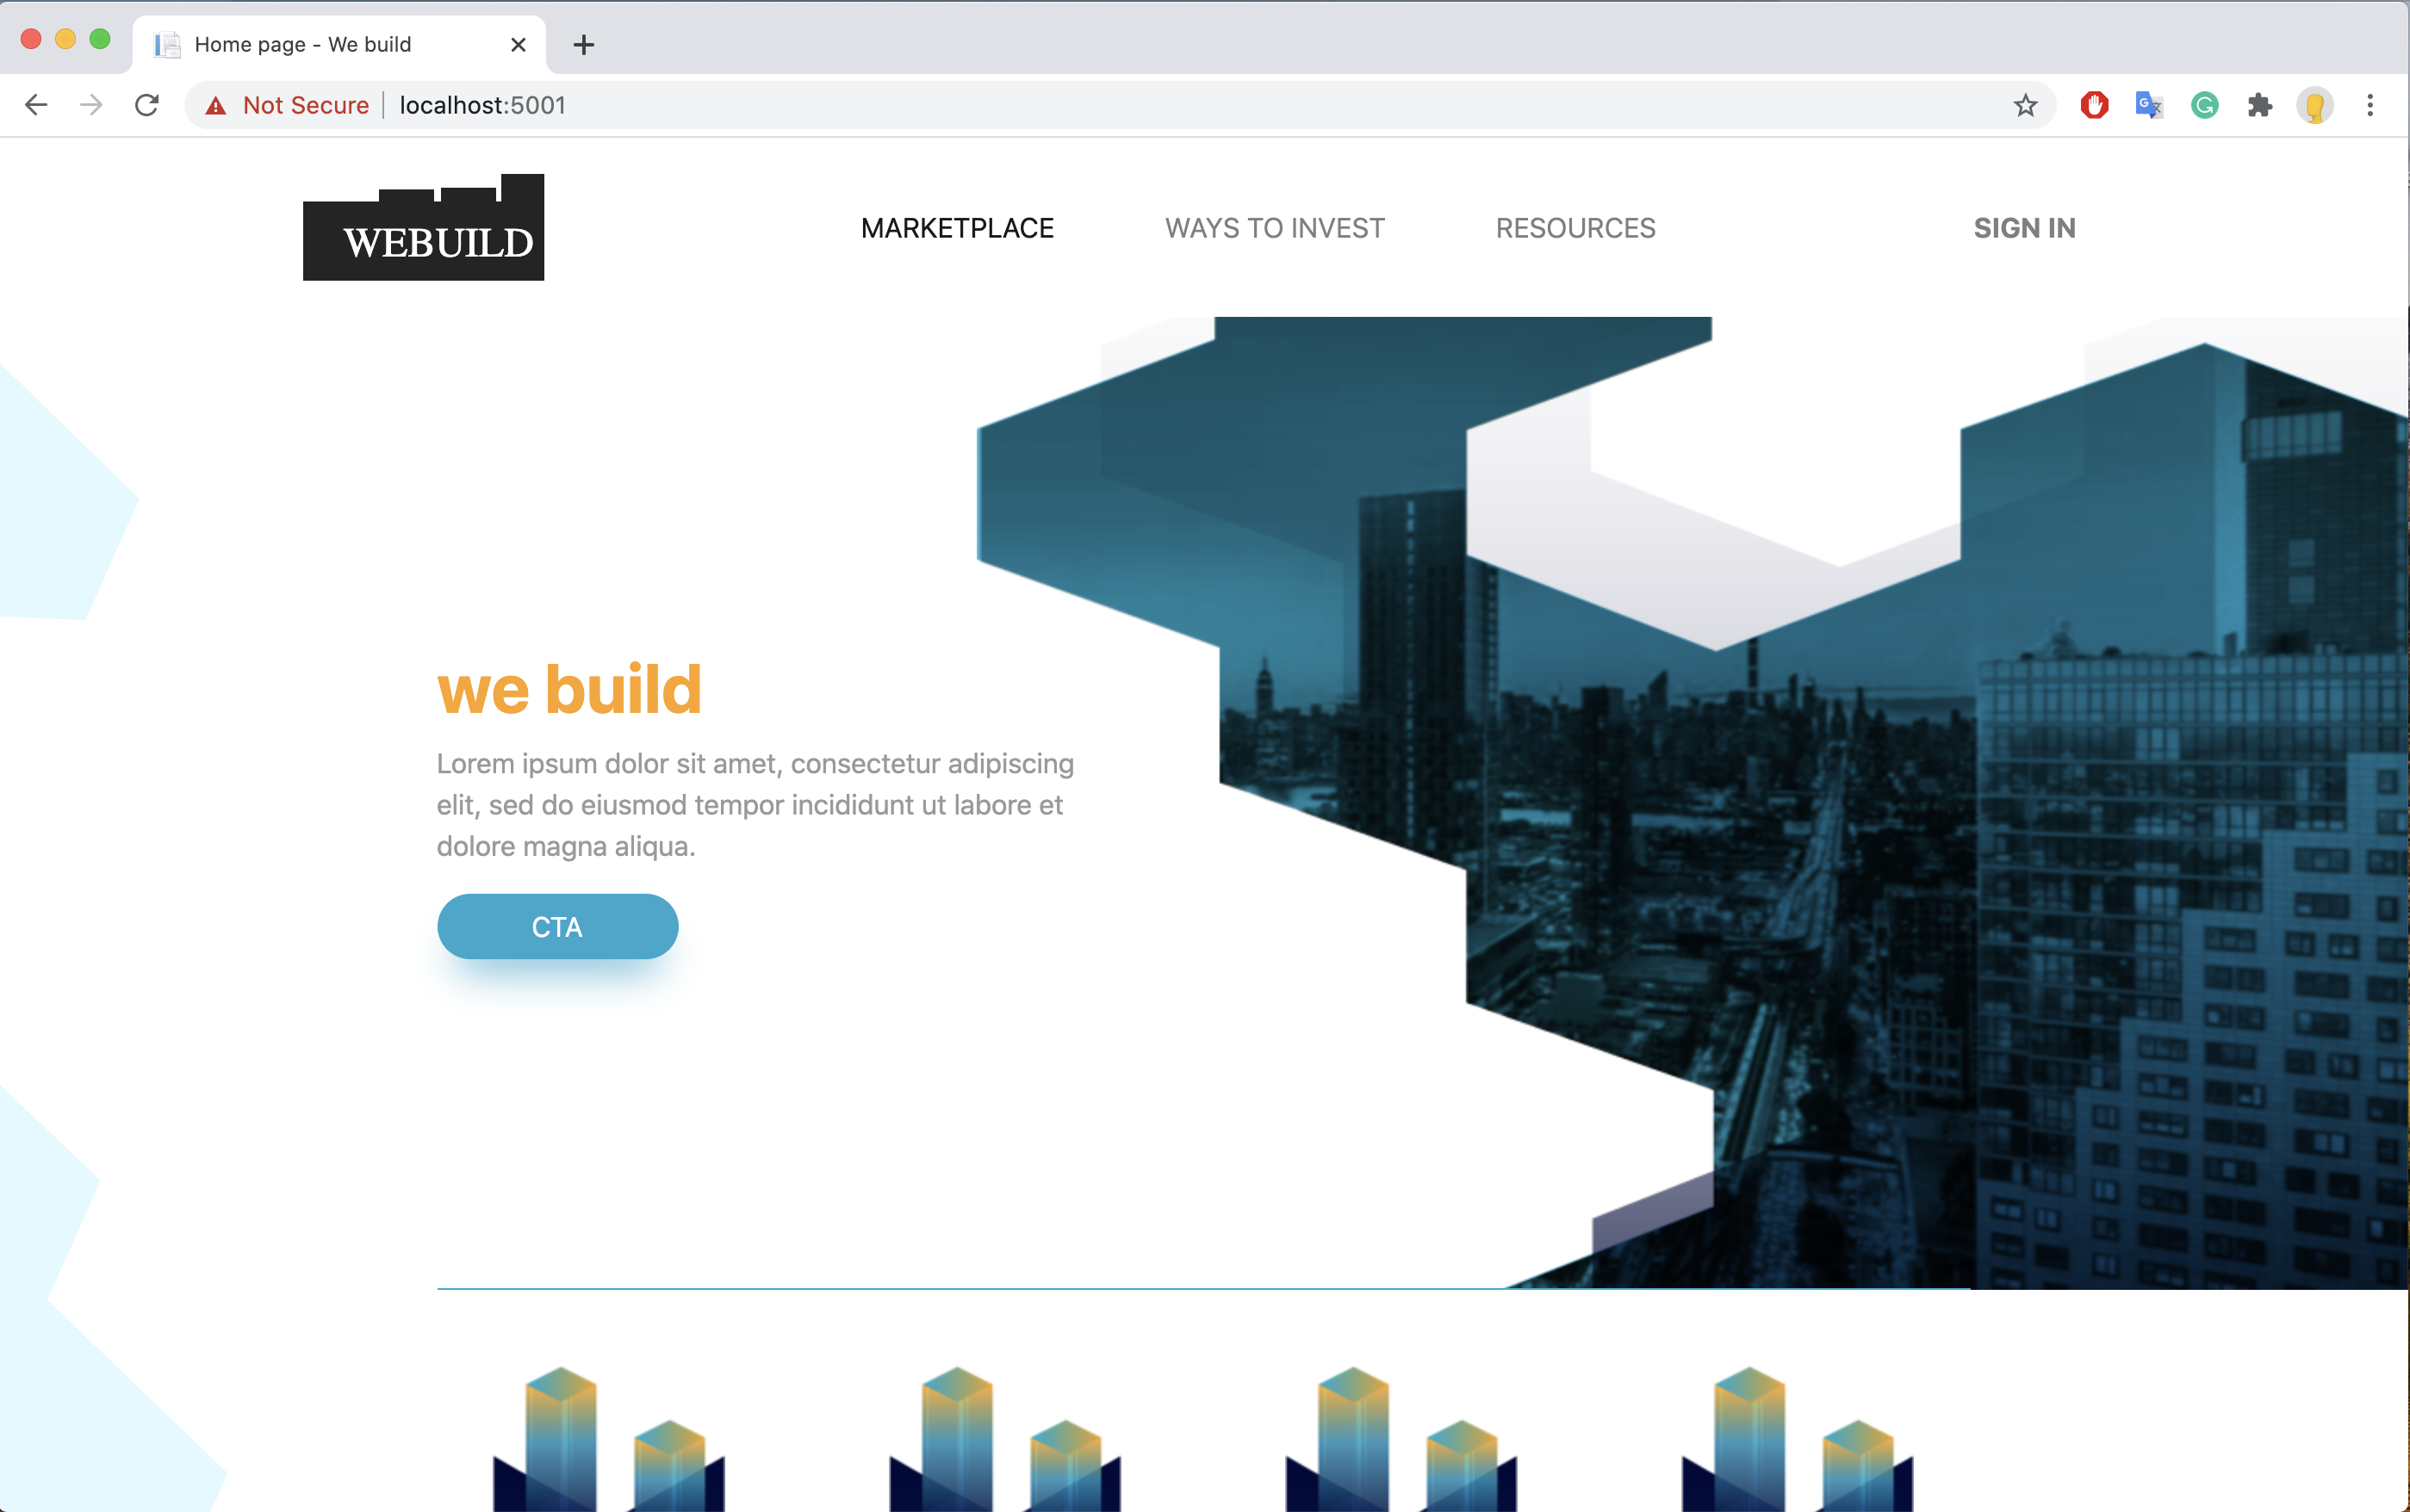 Home page - We build
Not Secure
localhost:5001
WEBUILD
MARKETPLACE
WAYS TO INVEST
RESOURCES
SIGN IN
we build
Lorem ipsum dolor sit amet, consectetur adipiscing
elit, sed do eiusmod tempor incididunt ut labore et
dolore magna aliqua.
CTA